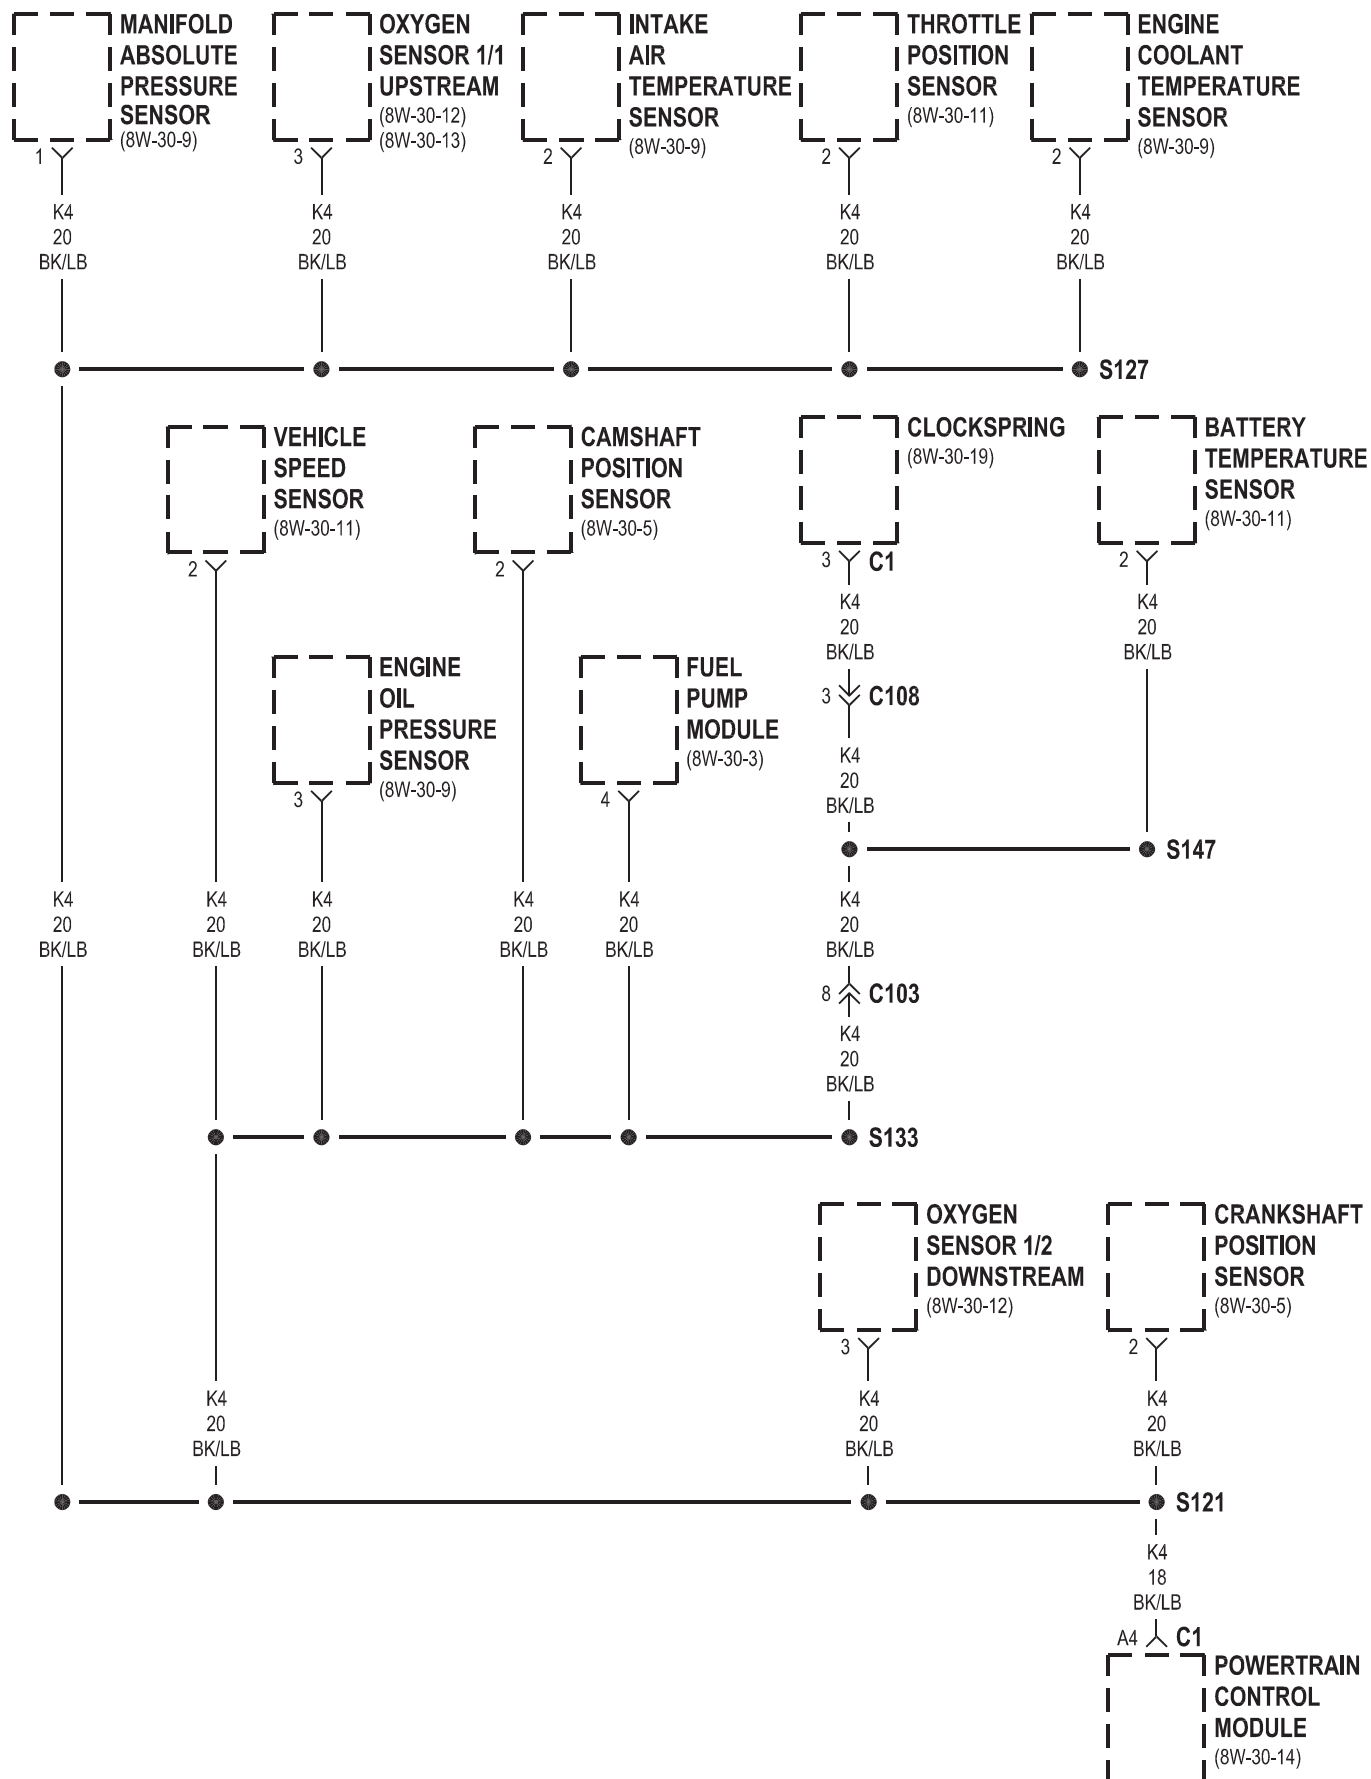 MANIFOLD
ABSOLUTE
PRESSURE
SENSOR
(8W-30-9)
1
K4
20
BK/LB
OXYGEN
SENSOR 1/1
UPSTREAM
(8W-30-12)
(8W-30-13)
3
K4
20
BK/LB
INTAKE
AIR
TEMPERATURE
SENSOR
(8W-30-9)
2
K4
20
BK/LB
THROTTLE
POSITION
SENSOR
(8W-30-11)
2
K4
20
BK/LB
ENGINE
COOLANT
TEMPERATURE
SENSOR
(8W-30-9)
2
K4
20
BK/LB
S127
VEHICLE
SPEED
SENSOR
(8W-30-11)
2
CAMSHAFT
POSITION
SENSOR
(8W-30-5)
2
CLOCKSPRING
(8W-30-19)
3
C1
K4
20
BK/LB
3
C108
K4
20
BK/LB
BATTERY
TEMPERATURE
SENSOR
(8W-30-11)
2
K4
20
BK/LB
S147
ENGINE
OIL
PRESSURE
SENSOR
(8W-30-9)
3
FUEL
PUMP
MODULE
(8W-30-3)
4
K4
20
BK/LB
K4
20
BK/LB
K4
20
BK/LB
K4
20
BK/LB
K4
20
BK/LB
K4
20
BK/LB
8
C103
K4
20
BK/LB
S133
OXYGEN
SENSOR 1/2
DOWNSTREAM
(8W-30-12)
3
CRANKSHAFT
POSITION
SENSOR
(8W-30-5)
2
K4
20
BK/LB
K4
20
BK/LB
K4
20
BK/LB
S121
K4
18
BK/LB
A4
C1
POWERTRAIN
CONTROL
MODULE
(8W-30-14)